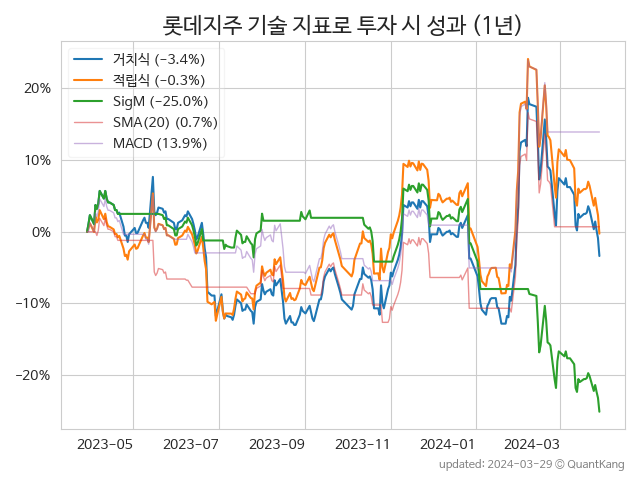 롯데지주 기술 지표로 투자 시 성과 (1년)
거치식 (-3.4%)
적립식 (-0.3%)
SigM (-25.0%)
SMA(20) (0.7%)
MACD (13.9%)
20%
10%
0%
-10%
-20%
2023-05
2023-07
2023-09
2023-11
2024-01
2024-03
updated: 2024-03-29 © QuantKang